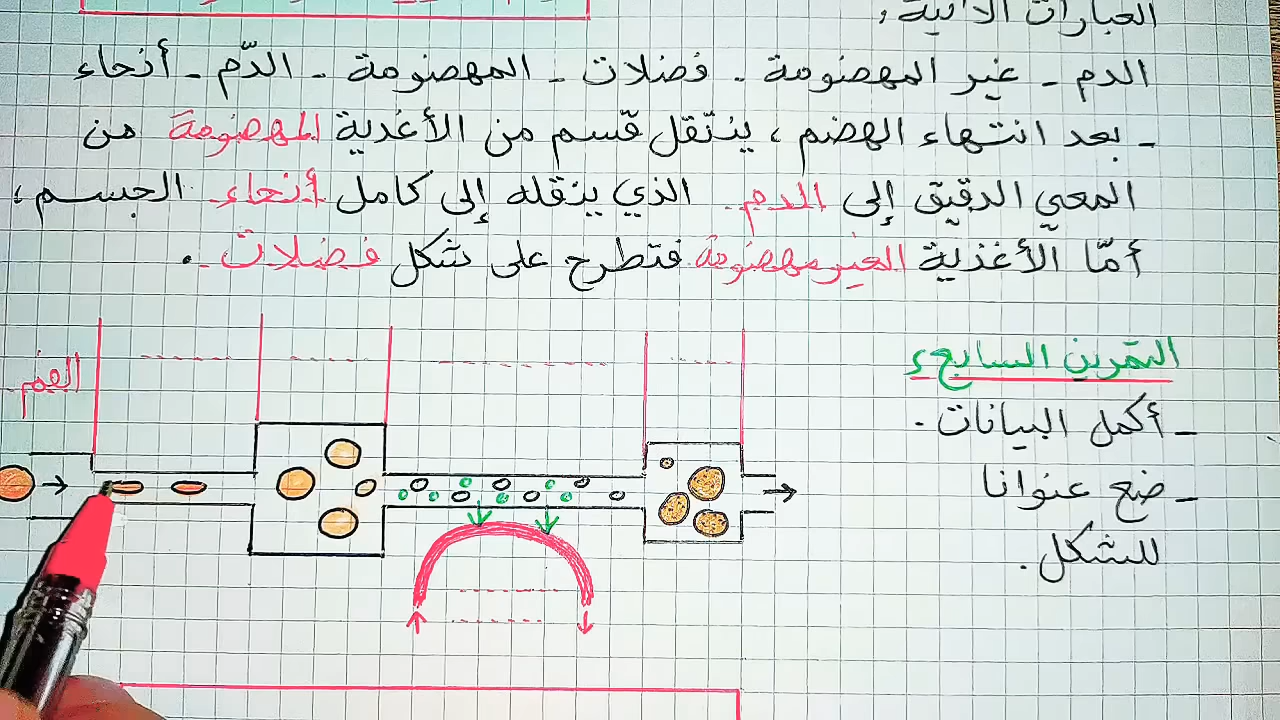 العبارات الآتية:
الدم - غير المهضومة - فضلات - المهضومة - الدّم - أنحاء
- بعد انتهاء الهضم ، ينتقل قسم من الأغدية المهضومة من
المعي الدقيق إلى الدم الذي ينقله إلى كامل أنحاء الجسم ،
أمّا الأغذية الغير مهضومة فتطرح على شكل فضلات .
التمرين السابع:
- أكمل البيانات .
- ضع عنوانا
للشكل .
الفم